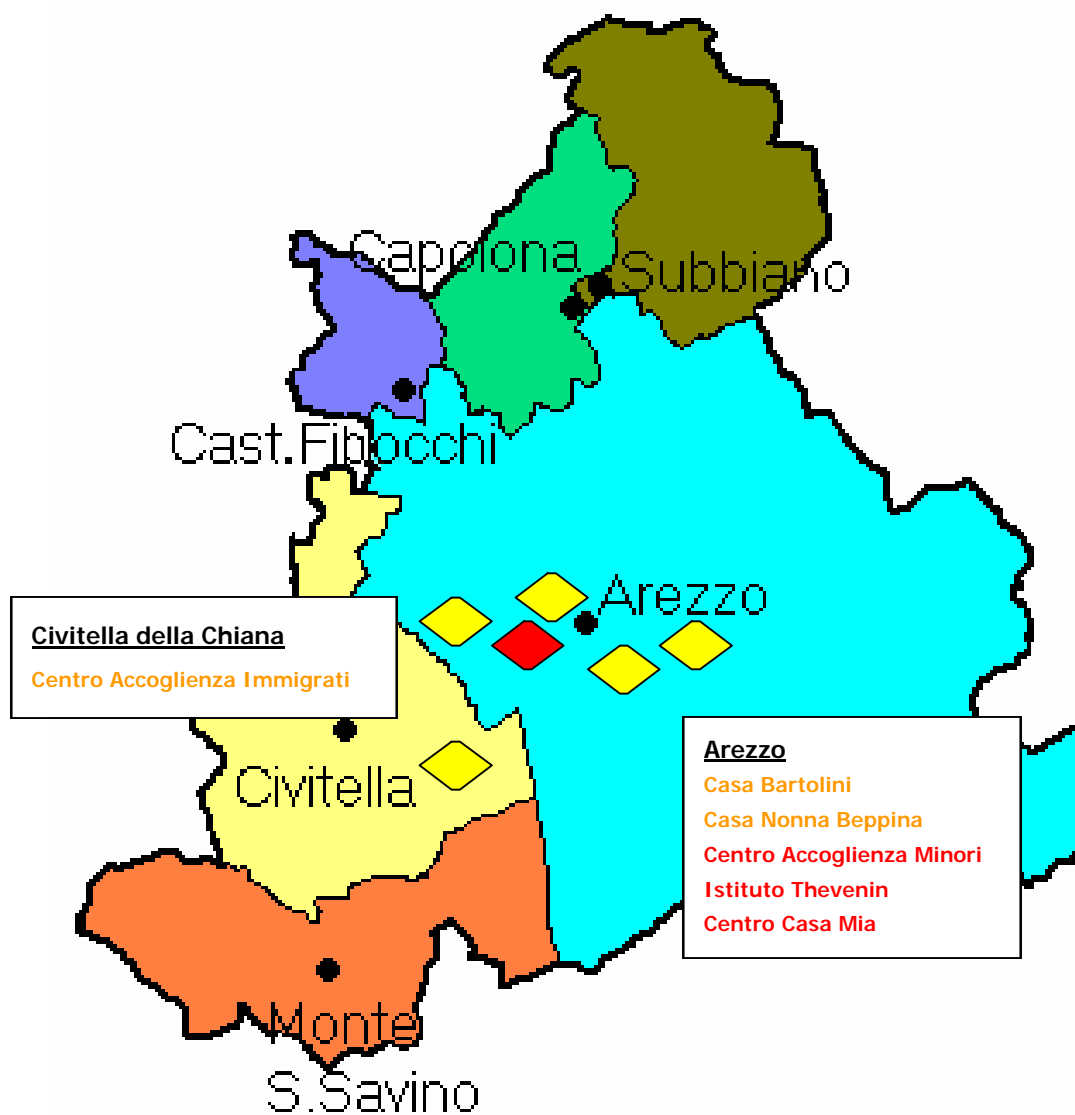 Capolona
Subbiano
Cast.Fibocchi
Arezzo
Civitella della Chiana
Centro Accoglienza Immigrati
Civitella
Arezzo
Casa Bartolini
Casa Nonna Beppina
Centro Accoglienza Minori
Istituto Thevenin
Centro Casa Mia
Monte
S.Savino